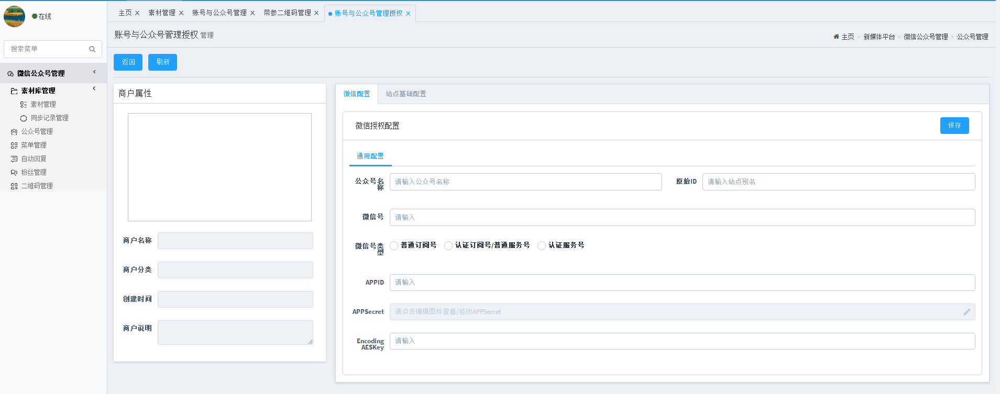 在线
搜索菜单
微信公众号管理
素材库管理
素材管理
同步记录管理
公众号管理
菜单管理
自动回复
粉丝管理
二维码管理
主页 素材管理 账号与公众号管理 带参二维码管理 账号与公众号管理授权
账号与公众号管理授权 管理
主页 > 新媒体平台 > 微信公众号管理 > 公众号管理
返回 刷新
商户属性
商户名称
商户分类
创建时间
商户说明
微信配置 站点基础配置
微信授权配置 保存
通用配置
公众号名称 请输入公众号名称 原始ID 请输入站点别名
微信号 请输入
微信号类型 普通订阅号 认证订阅号/普通服务号 认证服务号
APPID 请输入
APPSecret 请点击编辑图标查看/修改APPSecret
Encoding AESKey 请输入